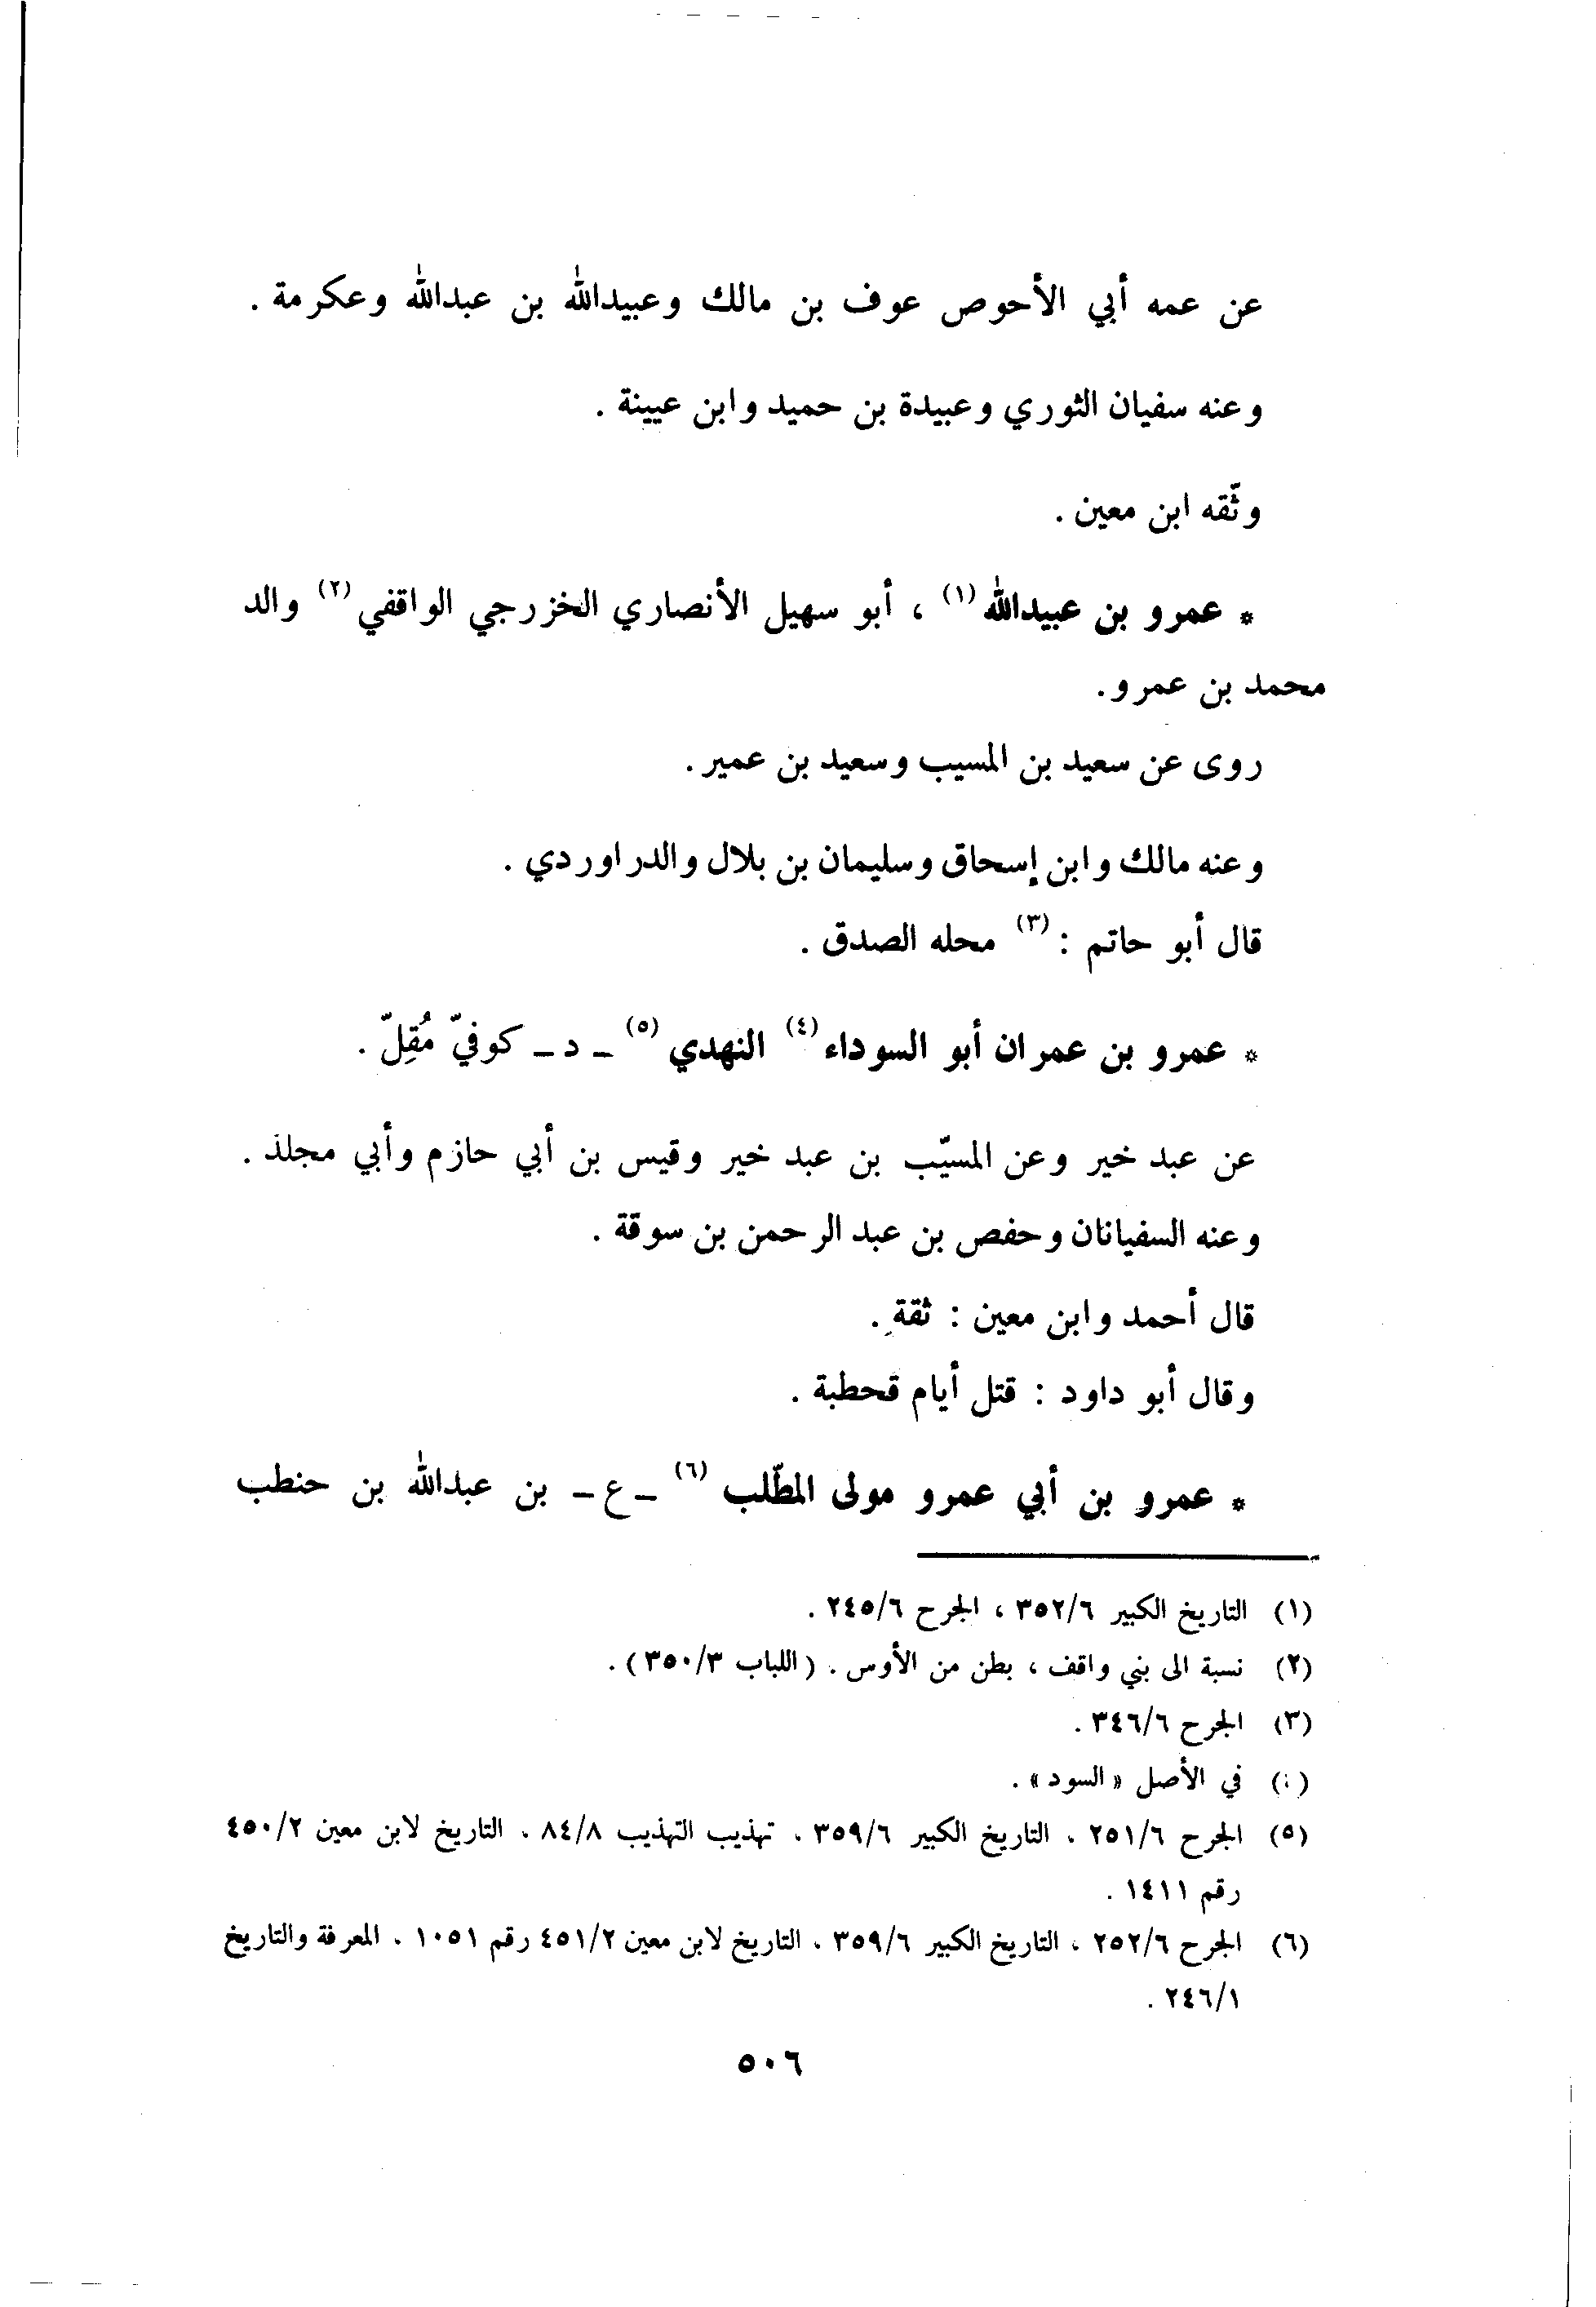 عن عمه أبي الأحوص عوف بن مالك وعبيدالله بن عبدالله وعكرمة .
وعنه سفيان الثوري وعبيدة بن حميد وابن عيينة .
وثّقه ابن معين .
* عمرو بن عبيدالله (١) ، أبو سهيل الأنصاري الخزرجي الواقفي (٢) والد
محمد بن عمرو .
روى عن سعيد بن المسيب وسعيد بن عمير .
وعنه مالك وابن إسحاق وسليمان بن بلال والدراوردي .
قال أبو حاتم : (٣) محله الصدق .
* عمرو بن عمران أبو السوداء (٤) النهدي (٥) ـ د ـ كوفيّ مُقِلّ .
عن عبد خير وعن المسيّب بن عبد خير وقيس بن أبي حازم وأبي مجلذ .
وعنه السفيانان وحفص بن عبد الرحمن بن سوقة .
قال أحمد وابن معين : ثقة .
وقال أبو داود : قتل أيام قحطبة .
* عمرو بن أبي عمرو مولى المطّلب (٦) ـ ع ـ بن عبدالله بن حنطب
(١) التاريخ الكبير ٣٥٢/٦ ، الجرح ٢٤٥/٦ .
(٢) نسبة الى بني واقف ، بطن من الأوس . (اللباب ٣٥٠/٣) .
(٣) الجرح ٣٤٦/٦ .
(٤) في الأصل « السود » .
(٥) الجرح ٢٥١/٦ ، التاريخ الكبير ٣٥٩/٦ ، تهذيب التهذيب ٨٤/٨ ، التاريخ لابن معين ٤٥٠/٢
رقم ١٤١١ .
(٦) الجرح ٢٥٢/٦ ، التاريخ الكبير ٣٥٩/٦ ، التاريخ لابن معين ٤٥١/٢ رقم ١٠٥١ ، المعرفة والتاريخ
٢٤٦/١ .
٥٠٦